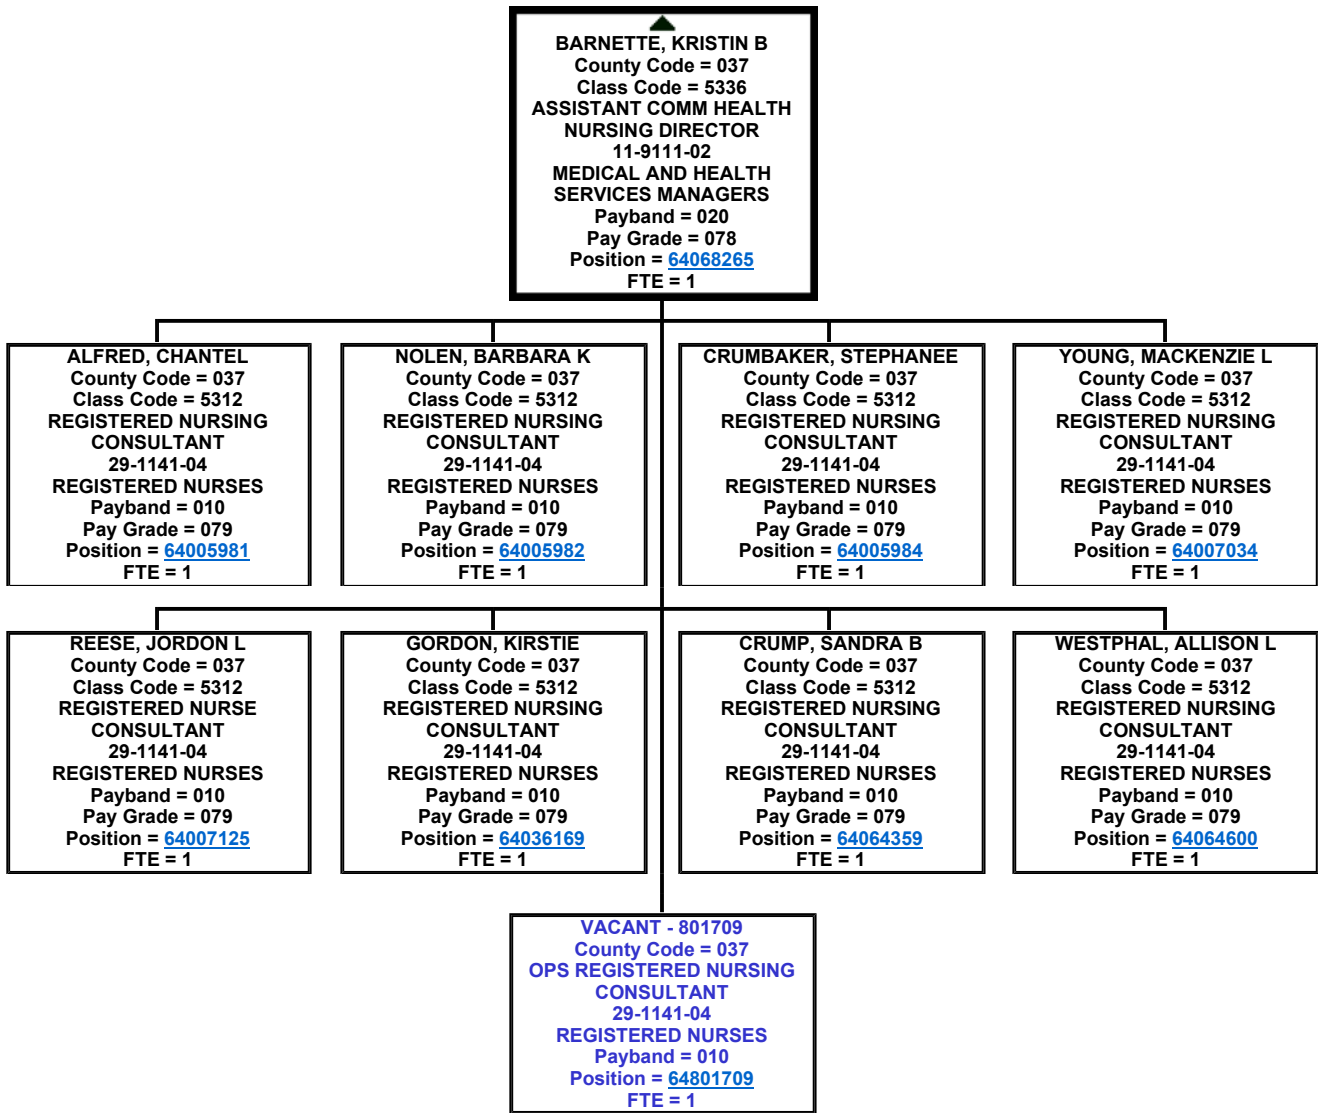 BARNETTE, KRISTIN B
County Code = 037
Class Code = 5336
ASSISTANT COMM HEALTH
NURSING DIRECTOR
11-9111-02
MEDICAL AND HEALTH
SERVICES MANAGERS
Payband = 020
Pay Grade = 078
Position = 64068265
FTE = 1
ALFRED, CHANTEL
County Code = 037
Class Code = 5312
REGISTERED NURSING
CONSULTANT
29-1141-04
REGISTERED NURSES
Payband = 010
Pay Grade = 079
Position = 64005981
FTE = 1
NOLEN, BARBARA K
County Code = 037
Class Code = 5312
REGISTERED NURSING
CONSULTANT
29-1141-04
REGISTERED NURSES
Payband = 010
Pay Grade = 079
Position = 64005982
FTE = 1
CRUMBAKER, STEPHANEE
County Code = 037
Class Code = 5312
REGISTERED NURSING
CONSULTANT
29-1141-04
REGISTERED NURSES
Payband = 010
Pay Grade = 079
Position = 64005984
FTE = 1
YOUNG, MACKENZIE L
County Code = 037
Class Code = 5312
REGISTERED NURSING
CONSULTANT
29-1141-04
REGISTERED NURSES
Payband = 010
Pay Grade = 079
Position = 64007034
FTE = 1
REESE, JORDON L
County Code = 037
Class Code = 5312
REGISTERED NURSE
CONSULTANT
29-1141-04
REGISTERED NURSES
Payband = 010
Pay Grade = 079
Position = 64007125
FTE = 1
GORDON, KIRSTIE
County Code = 037
Class Code = 5312
REGISTERED NURSING
CONSULTANT
29-1141-04
REGISTERED NURSES
Payband = 010
Pay Grade = 079
Position = 64036169
FTE = 1
CRUMP, SANDRA B
County Code = 037
Class Code = 5312
REGISTERED NURSING
CONSULTANT
29-1141-04
REGISTERED NURSES
Payband = 010
Pay Grade = 079
Position = 64064359
FTE = 1
WESTPHAL, ALLISON L
County Code = 037
Class Code = 5312
REGISTERED NURSING
CONSULTANT
29-1141-04
REGISTERED NURSES
Payband = 010
Pay Grade = 079
Position = 64064600
FTE = 1
VACANT - 801709
County Code = 037
OPS REGISTERED NURSING
CONSULTANT
29-1141-04
REGISTERED NURSES
Payband = 010
Position = 64801709
FTE = 1